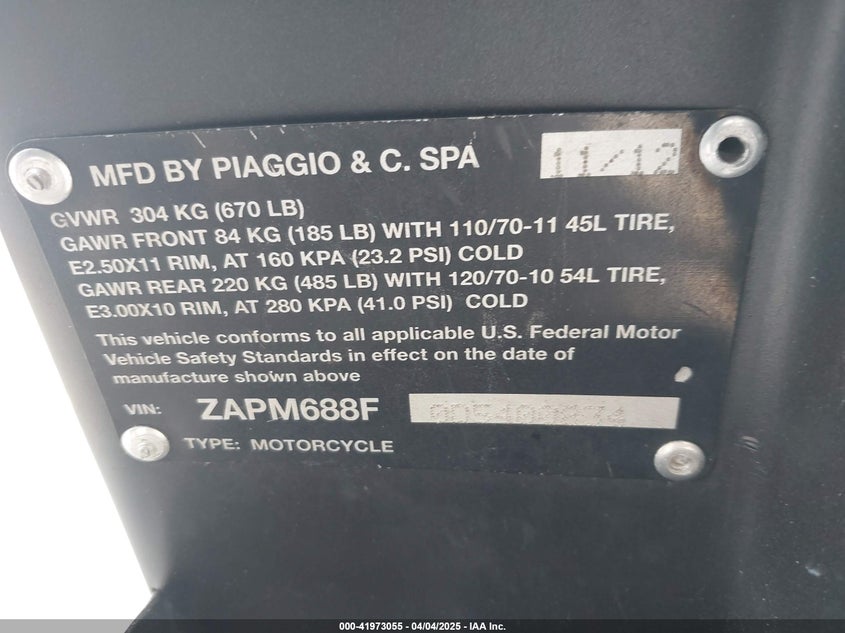 MFD BY PIAGGIO & C. SPA 11/12
GVWR 304 KG (670 LB)
GAWR FRONT 84 KG (185 LB) WITH 110/70-11 45L TIRE,
E2.50X11 RIM, AT 160 KPA (23.2 PSI) COLD
GAWR REAR 220 KG (485 LB) WITH 120/70-10 54L TIRE,
E3.00X10 RIM, AT 280 KPA (41.0 PSI) COLD
This vehicle conforms to all applicable U.S. Federal Motor
Vehicle Safety Standards in effect on the date of
manufacture shown above
VIN: ZAPM688F
TYPE: MOTORCYCLE
000-41973055 - 04/04/2025 - IAA Inc.